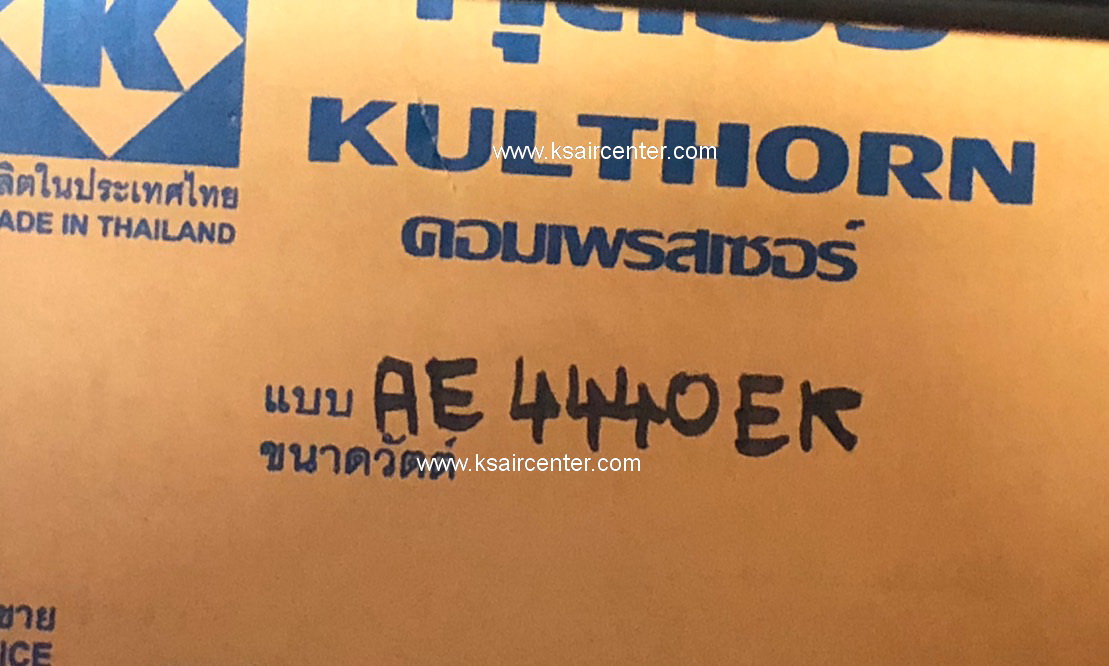 K
KULTHORN
www.ksaircenter.com
คอมเพรสเซอร์
ลิตในประเทศไทย
ADE IN THAILAND
แบบ AE4440EK
ขนาดวัตต์
www.ksaircenter.com
ขาย
ICE